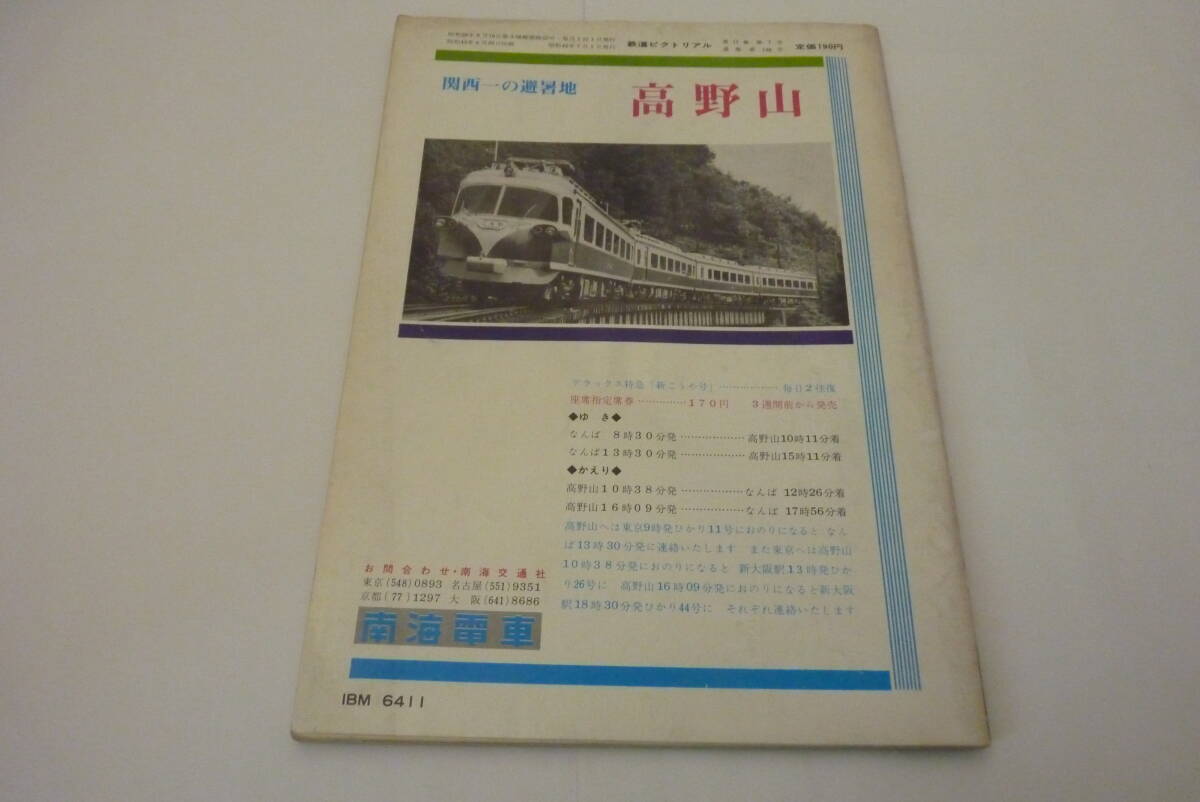 鉄道ピクトリアル 定価190円
関西一の避暑地 高野山
デラックス特急「新こうや号」………………毎日2往復
座席指定席券…………170円 3週間前から発売
◆ゆき◆
なんば 8時30分発………………高野山10時11分着
なんば13時30分発………………高野山15時11分着
◆かえり◆
高野山10時38分発………………なんば 12時26分着
高野山16時09分発………………なんば 17時56分着
高野山へは東京9時発ひかり11号におのりになると なん
ば13時30分発に連絡いたします また東京へは高野山
10時38分発におのりになると 新大阪駅13時発ひか
り26号に 高野山16時09分発におのりになると新大阪
駅18時30分発ひかり44号に それぞれ連絡いたします
お問合わせ・南海交通社
東京(548)0893 名古屋(551)9351
京都(77)1297 大阪(641)8686
南海電車
IBM 6411